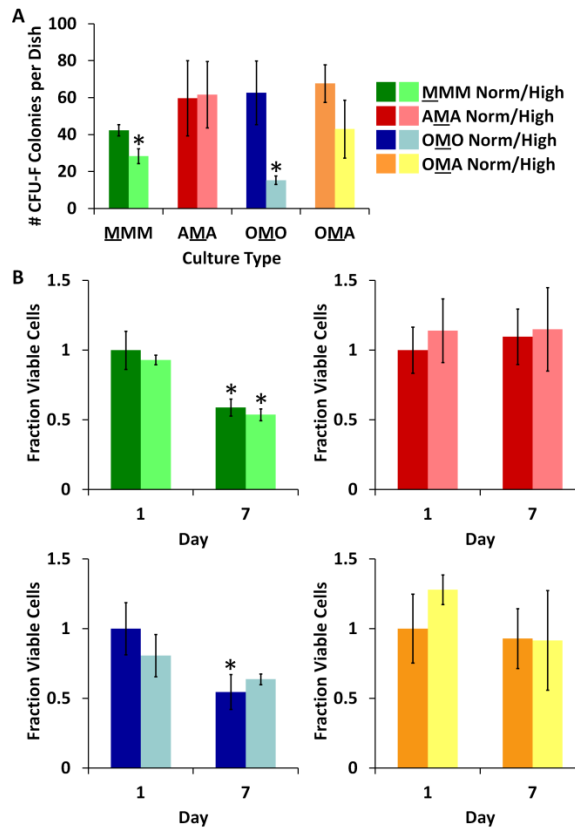 A
# CFU-F Colonies per Dish
100
80
60
40
20
0
*
*
MMM
AMA
OMO
OMA
Culture Type
MMM Norm/High
AMA Norm/High
OMO Norm/High
OMA Norm/High
B
Fraction Viable Cells
1.5
1
0.5
0
*
*
1
7
Day
Fraction Viable Cells
1.5
1
0.5
0
1
7
Day
Fraction Viable Cells
1.5
1
0.5
0
*
1
7
Day
Fraction Viable Cells
1.5
1
0.5
0
1
7
Day